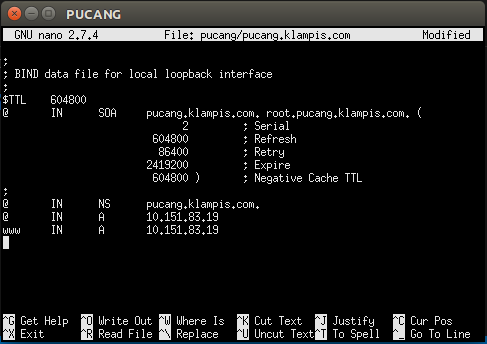 PUCANG
GNU nano 2.7.4 File: pucang/pucang.klampis.com Modified
;
; BIND data file for local loopback interface
;
$TTL 604800
@ IN SOA pucang.klampis.com. root.pucang.klampis.com. (
2 ; Serial
604800 ; Refresh
86400 ; Retry
2419200 ; Expire
604800 ) ; Negative Cache TTL
;
@ IN NS pucang.klampis.com.
@ IN A 10.151.83.19
www IN A 10.151.83.19
^G Get Help ^O Write Out ^W Where Is ^K Cut Text ^J Justify ^C Cur Pos
^X Exit ^R Read File ^\ Replace ^U Uncut Text ^T To Spell ^_ Go To Line